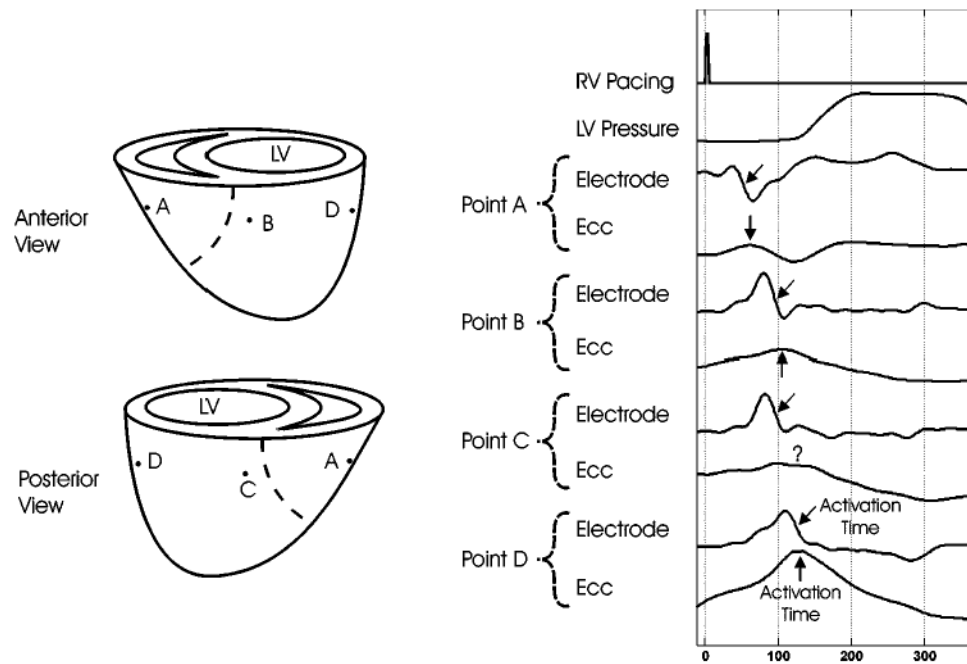 Anterior
View
LV
A
B
D
Posterior
View
LV
D
A
C
RV Pacing
LV Pressure
Point A
Electrode
Ecc
Point B
Electrode
Ecc
Point C
Electrode
Ecc
?
Point D
Electrode
Ecc
Activation
Time
Activation
Time
0 100 200 300